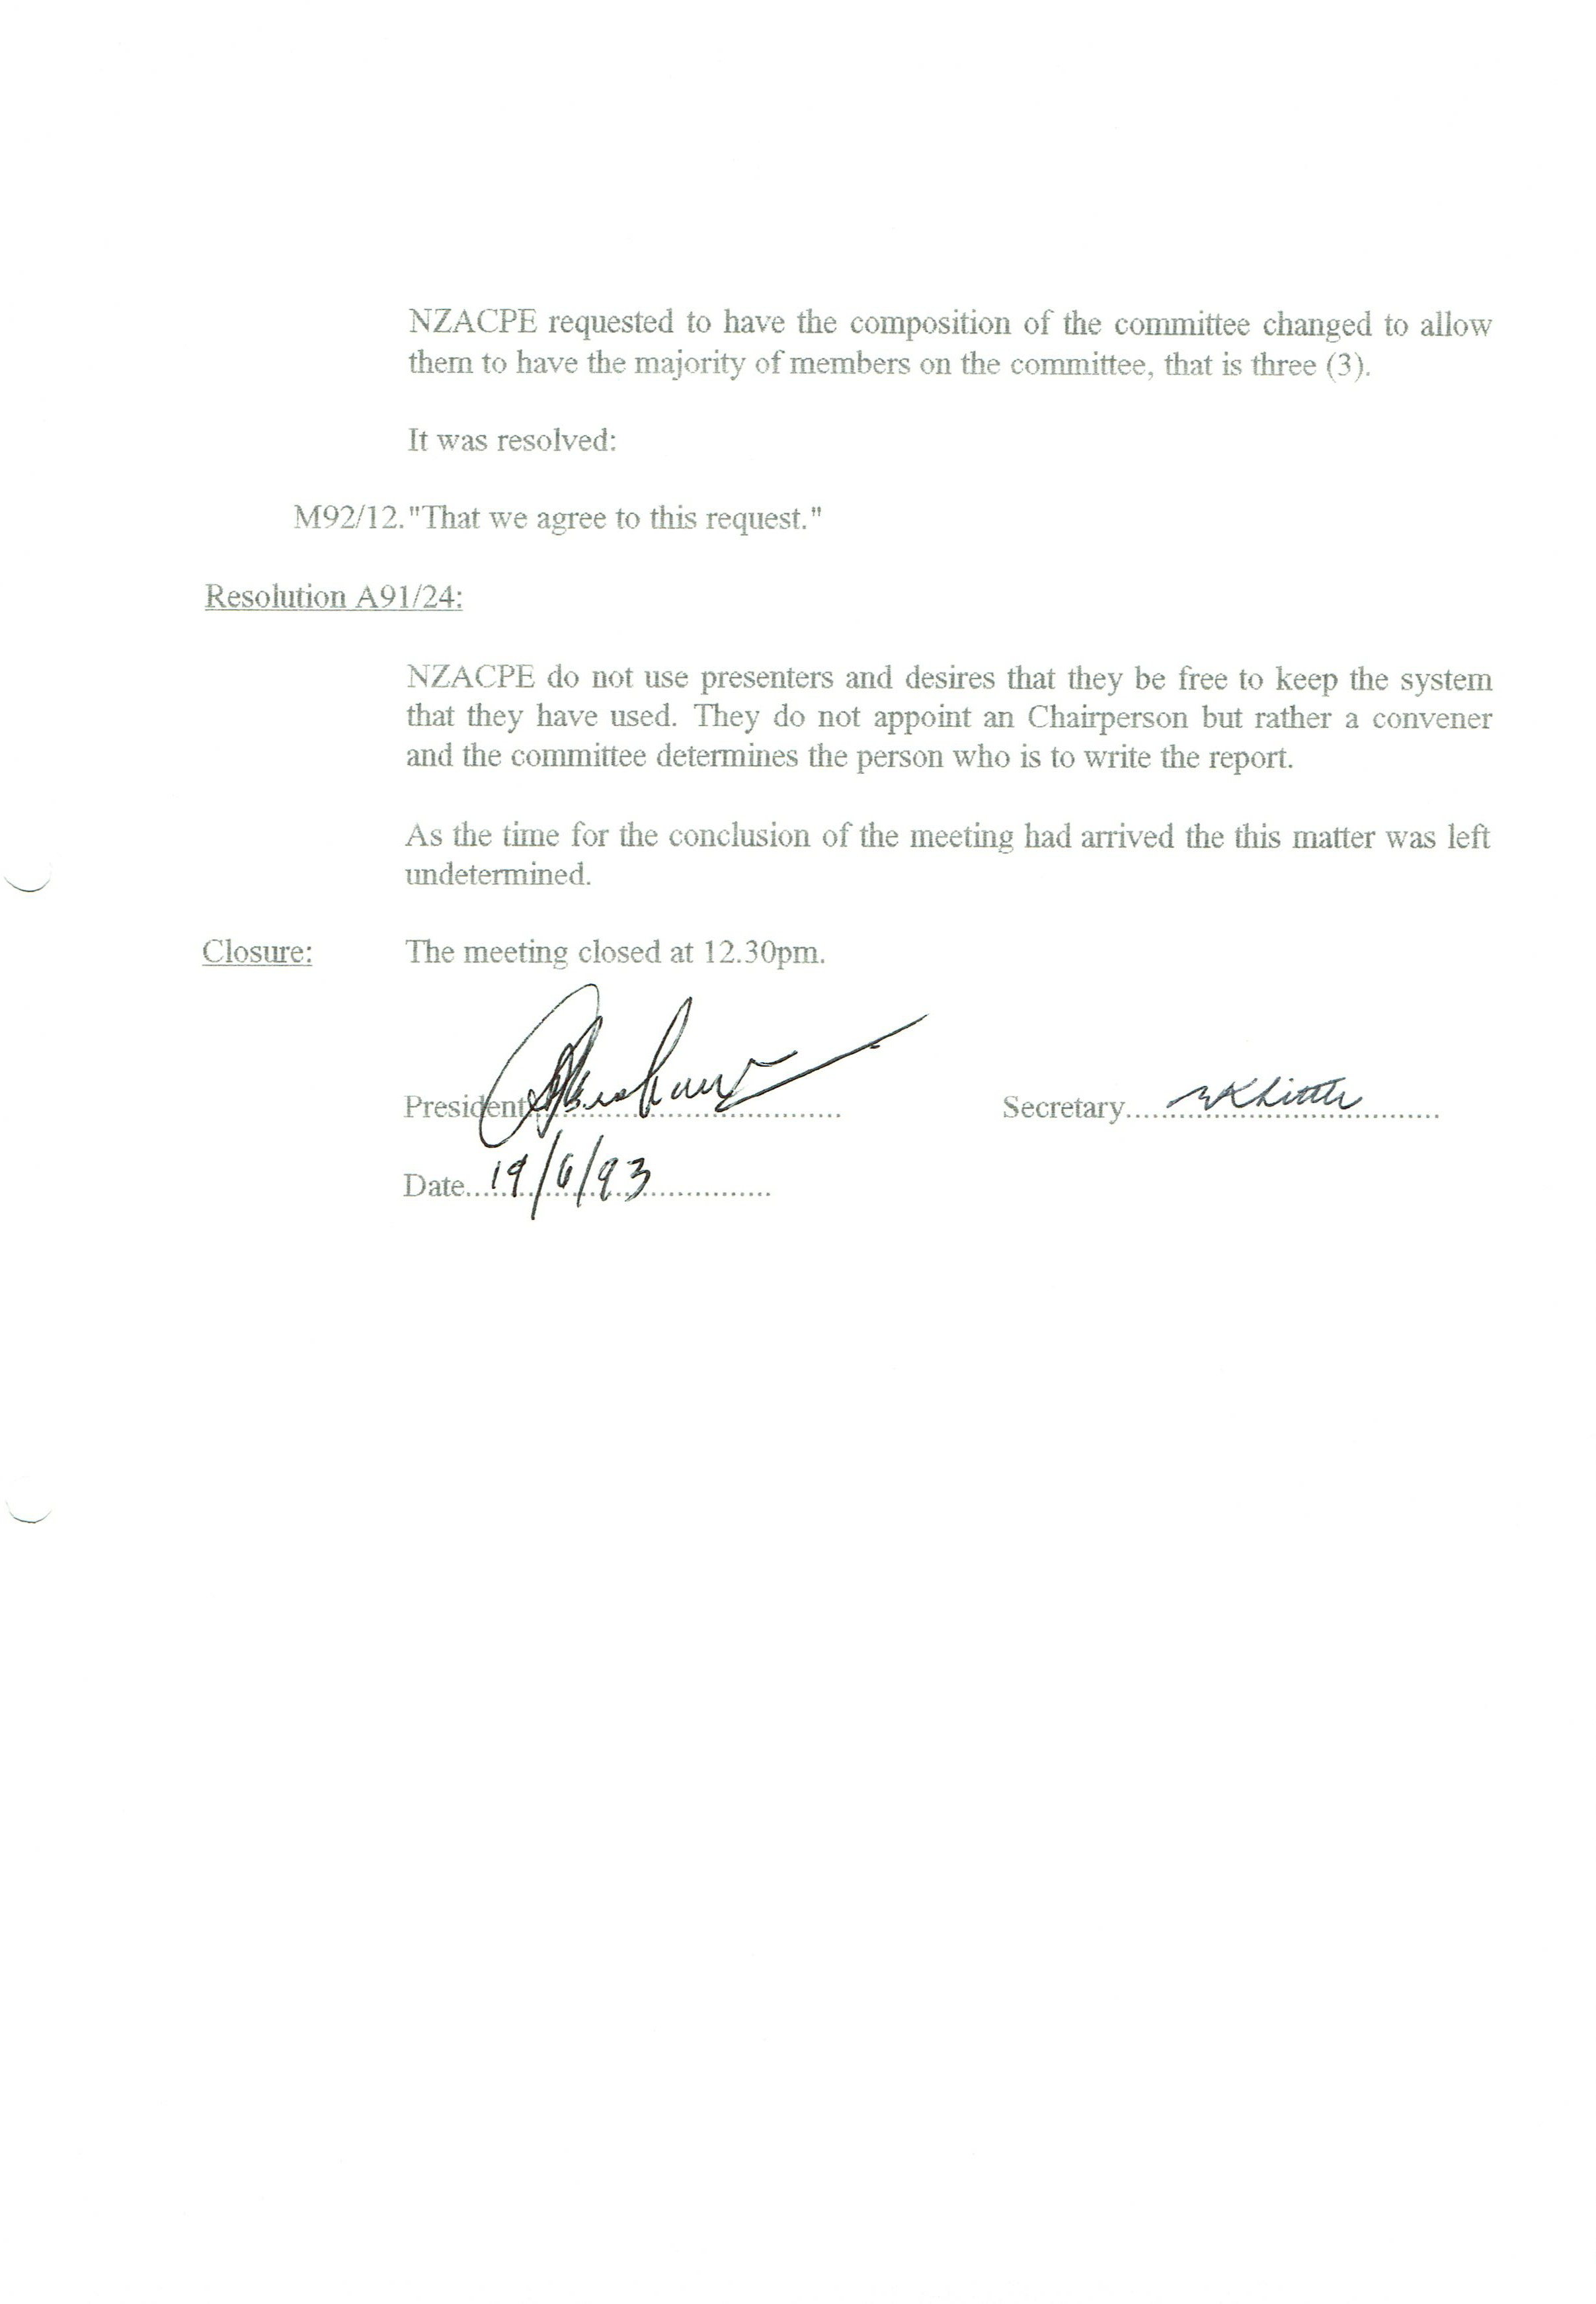 NZACPE requested to have the composition of the committee changed to allow
them to have the majority of members on the committee, that is three (3).
It was resolved:
M92/12. "That we agree to this request."
Resolution A91/24:
NZACPE do not use presenters and desires that they be free to keep the system
that they have used. They do not appoint an Chairperson but rather a convener
and the committee determines the person who is to write the report.
As the time for the conclusion of the meeting had arrived the this matter was left
undetermined.
Closure: The meeting closed at 12.30pm.
President.......................................... Secretary..........................................
Date 19/6/93